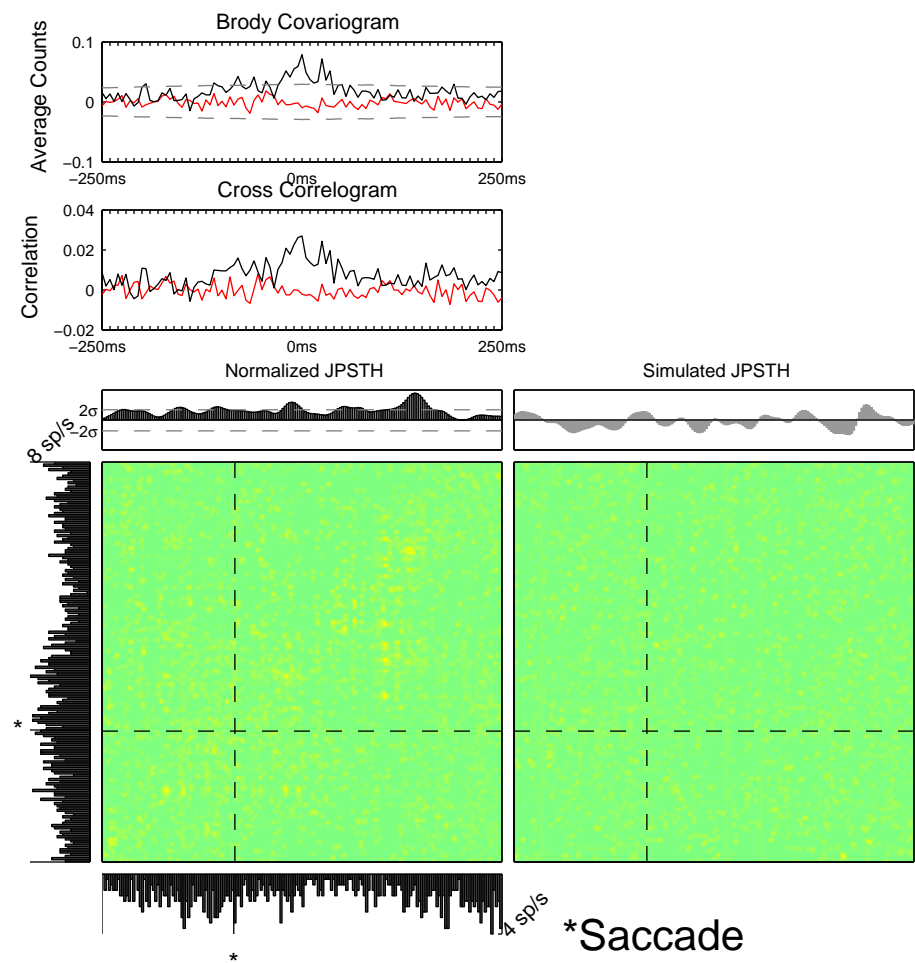 Brody Covariogram
Average Counts
0.1
0
−0.1
−250ms
0ms
250ms
Cross Correlogram
Correlation
0.04
0.02
0
−0.02
−250ms
0ms
250ms
Normalized JPSTH
Simulated JPSTH
2σ
−2σ
8 sp/s
*
4 sp/s
*
*Saccade